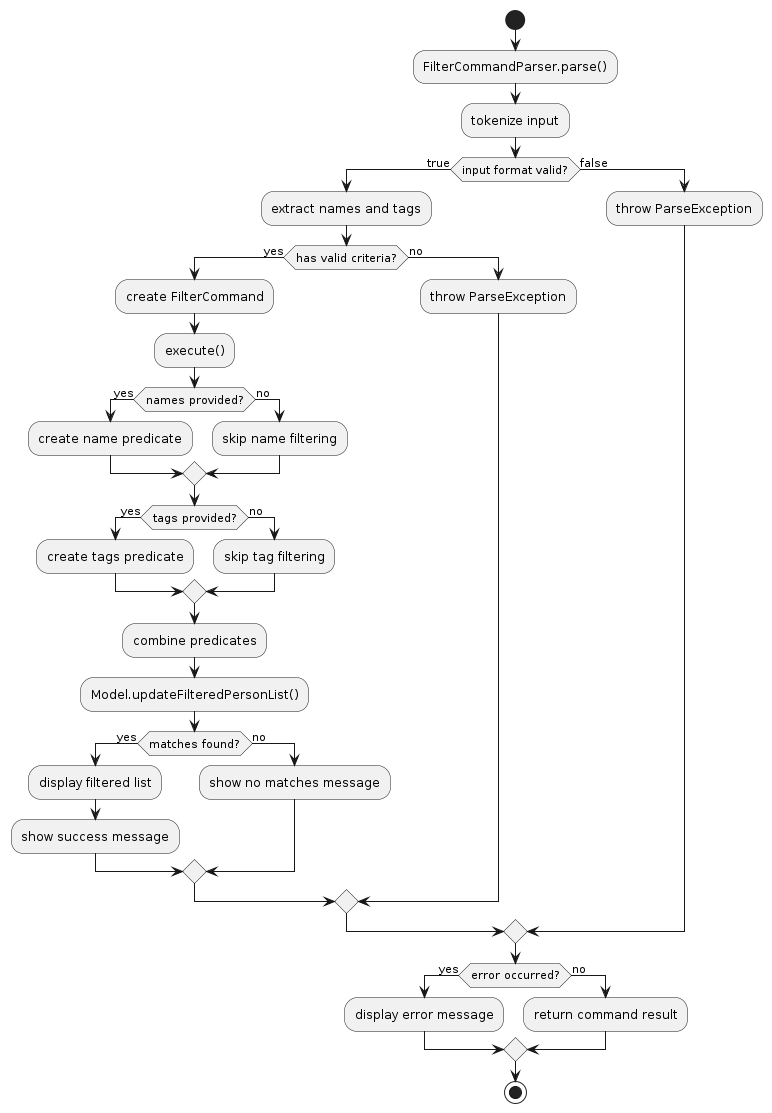 FilterCommandParser.parse()
tokenize input
true
input format valid?
false
extract names and tags
throw ParseException
yes
has valid criteria?
no
create FilterCommand
throw ParseException
execute()
yes
names provided?
no
create name predicate
skip name filtering
yes
tags provided?
no
create tags predicate
skip tag filtering
combine predicates
Model.updateFilteredPersonList()
yes
matches found?
no
display filtered list
show no matches message
show success message
yes
error occurred?
no
display error message
return command result